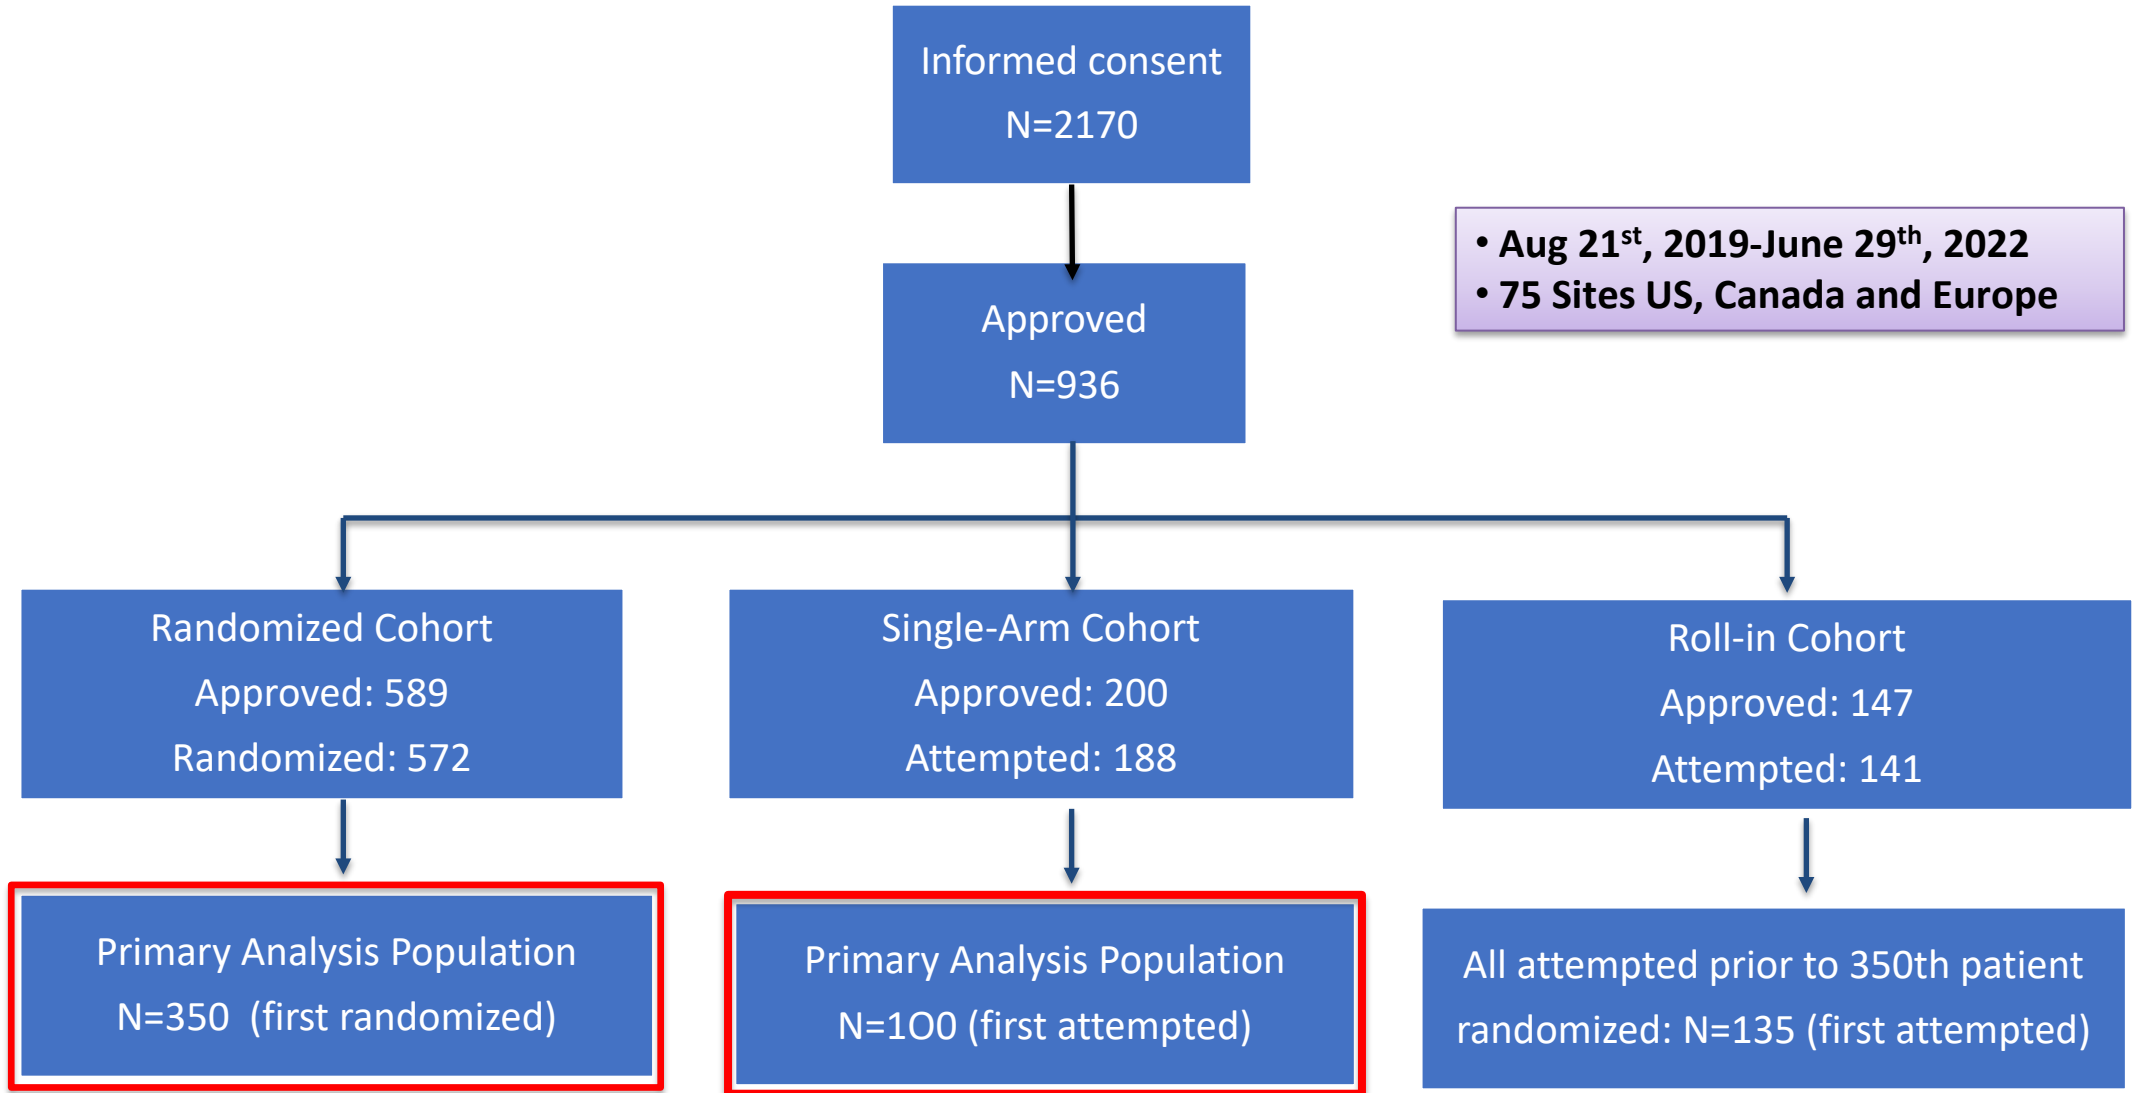 Informed consent
N=2170
• Aug 21st, 2019-June 29th, 2022
• 75 Sites US, Canada and Europe
Approved
N=936
Randomized Cohort
Approved: 589
Randomized: 572
Single-Arm Cohort
Approved: 200
Attempted: 188
Roll-in Cohort
Approved: 147
Attempted: 141
Primary Analysis Population
N=350 (first randomized)
Primary Analysis Population
N=1O0 (first attempted)
All attempted prior to 350th patient
randomized: N=135 (first attempted)